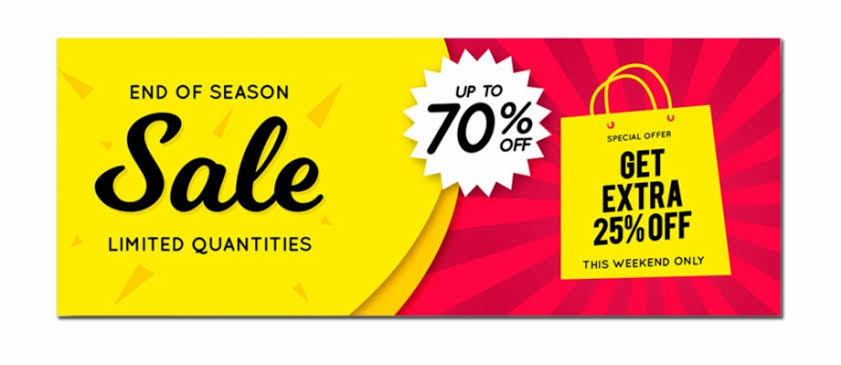 END OF SEASON
Sale
LIMITED QUANTITIES
UP TO
70%
OFF
SPECIAL OFFER
GET
EXTRA
25% OFF
THIS WEEKEND ONLY